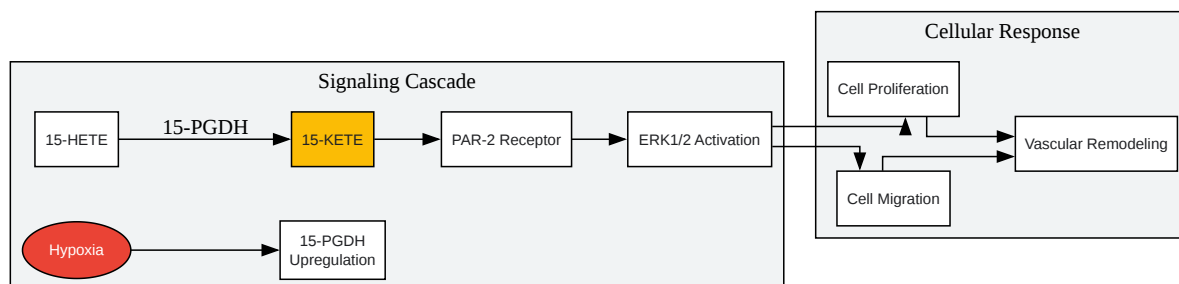 Cellular Response
Signaling Cascade
Cell Proliferation
15-HETE
15-PGDH
15-KETE
PAR-2 Receptor
ERK1/2 Activation
Vascular Remodeling
Cell Migration
Hypoxia
15-PGDH
Upregulation